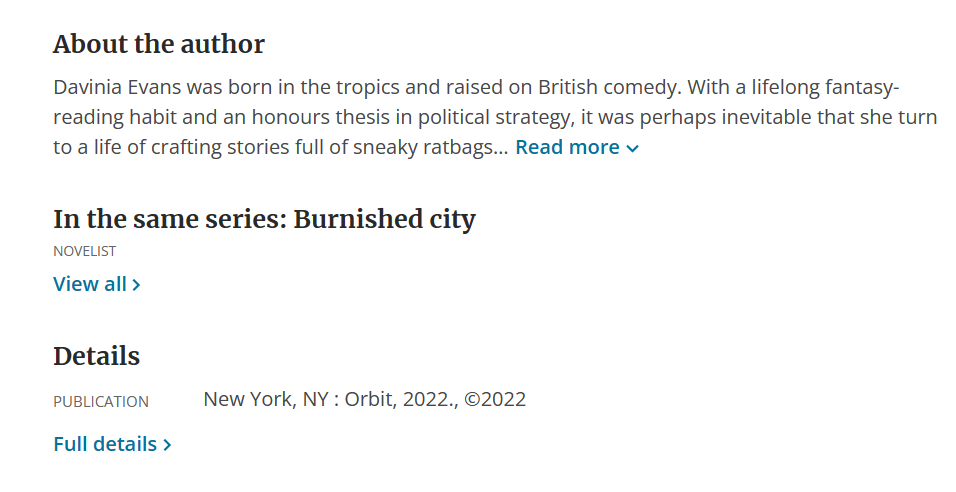 About the author
Davinia Evans was born in the tropics and raised on British comedy. With a lifelong fantasy-
reading habit and an honours thesis in political strategy, it was perhaps inevitable that she turn
to a life of crafting stories full of sneaky ratbags... Read more
In the same series: Burnished city
NOVELIST
View all
Details
PUBLICATION New York, NY : Orbit, 2022., ©2022
Full details